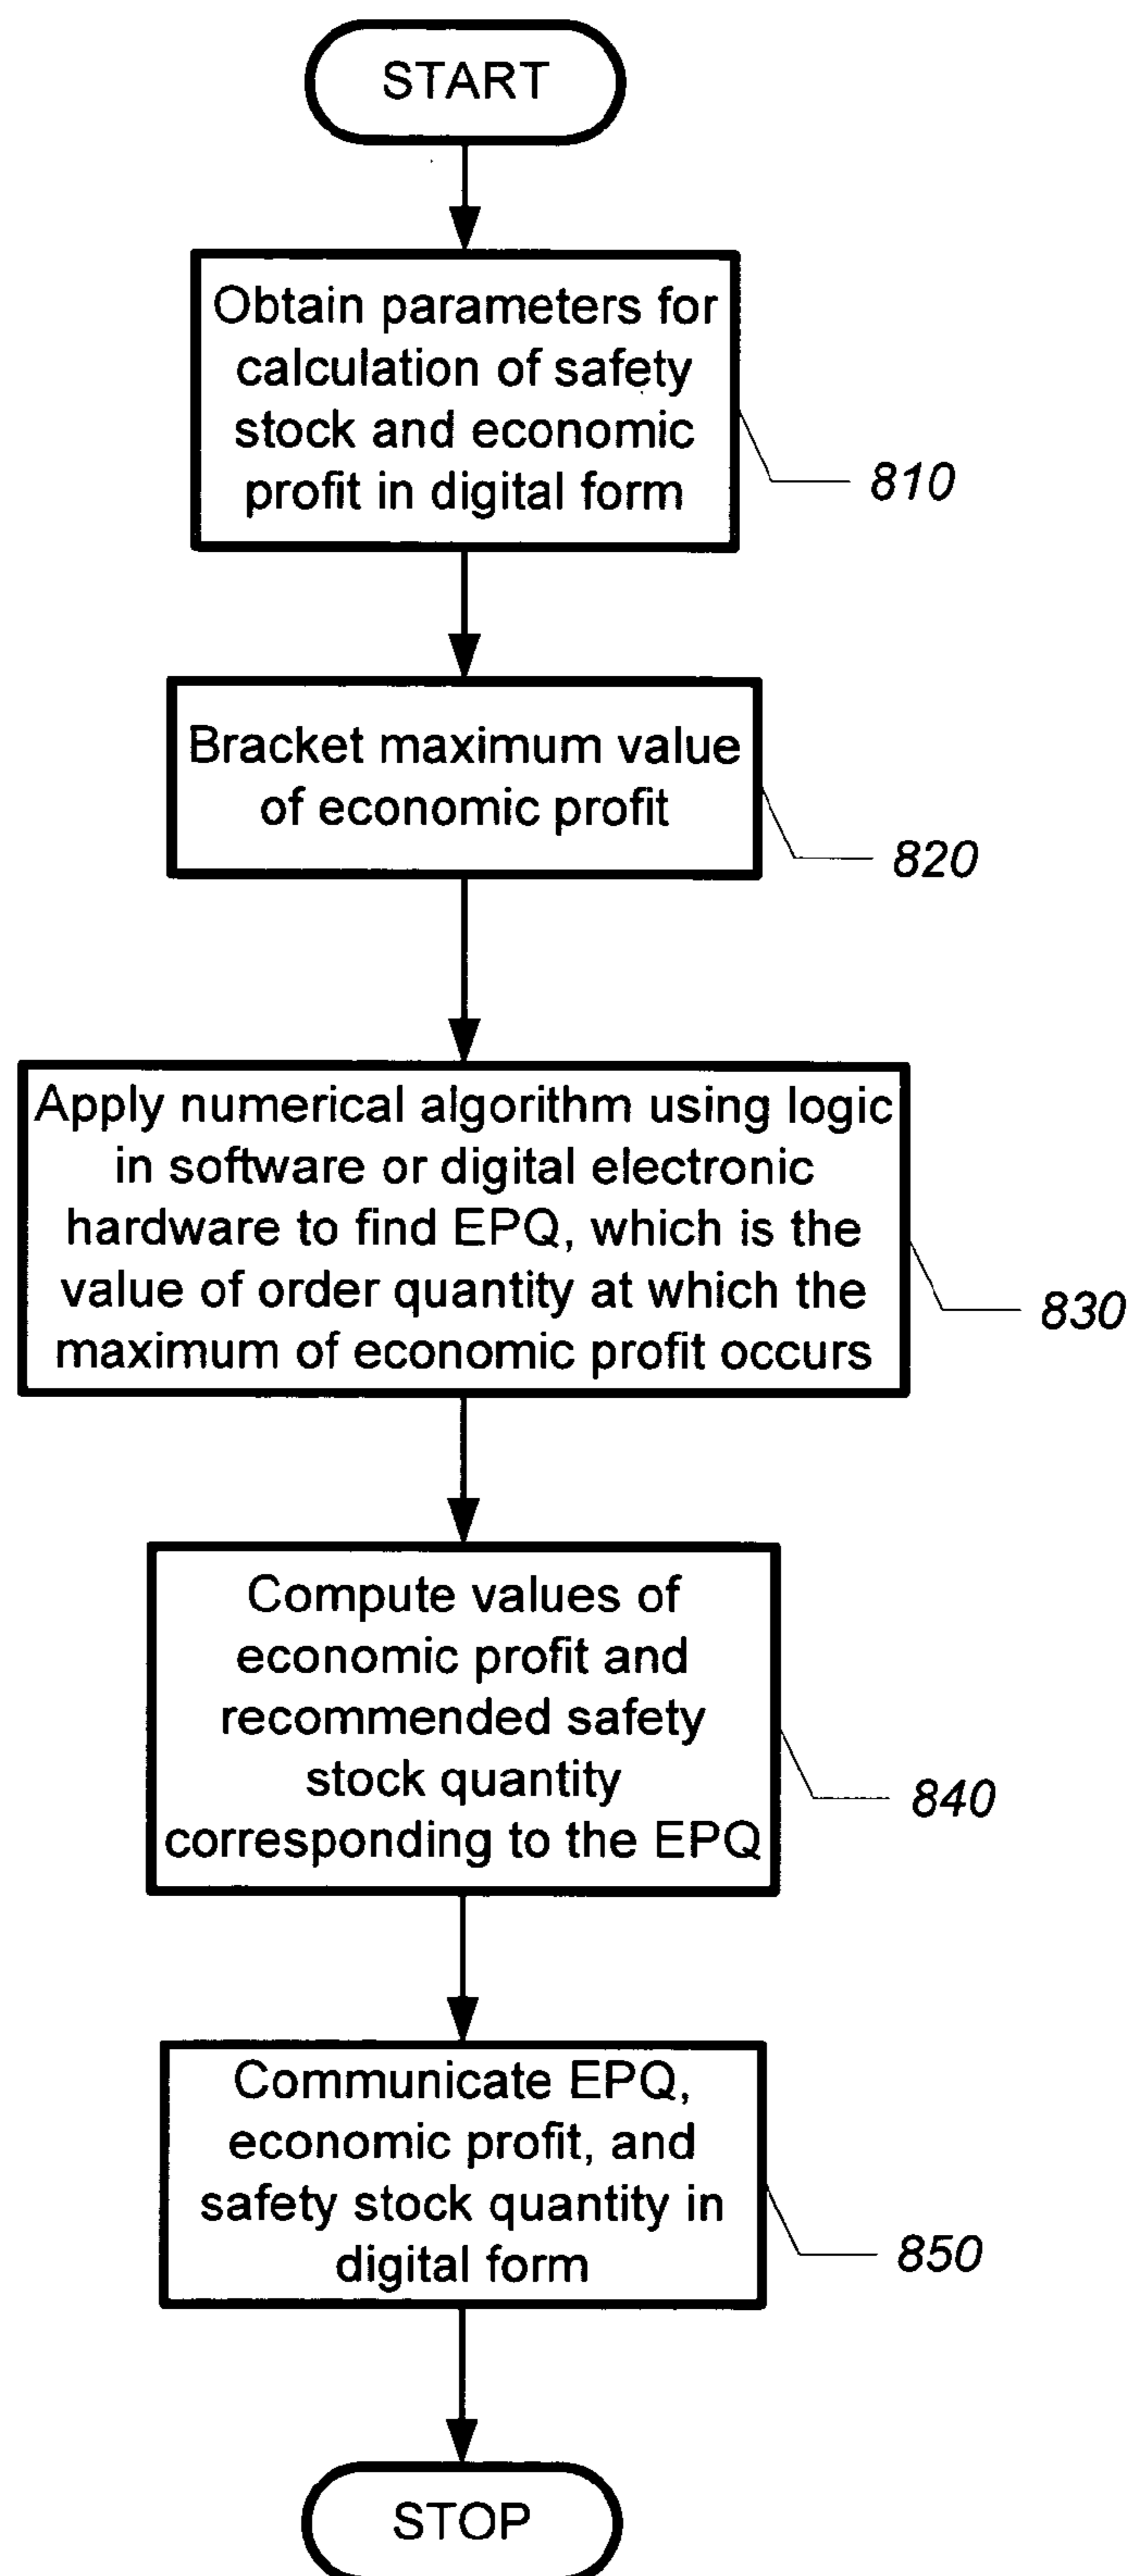 START
Obtain parameters for
calculation of safety
stock and economic
profit in digital form
810
Bracket maximum value
of economic profit
820
Apply numerical algorithm using logic
in software or digital electronic
hardware to find EPQ, which is the
value of order quantity at which the
maximum of economic profit occurs
830
Compute values of
economic profit and
recommended safety
stock quantity
corresponding to the EPQ
840
Communicate EPQ,
economic profit, and
safety stock quantity in
digital form
850
STOP